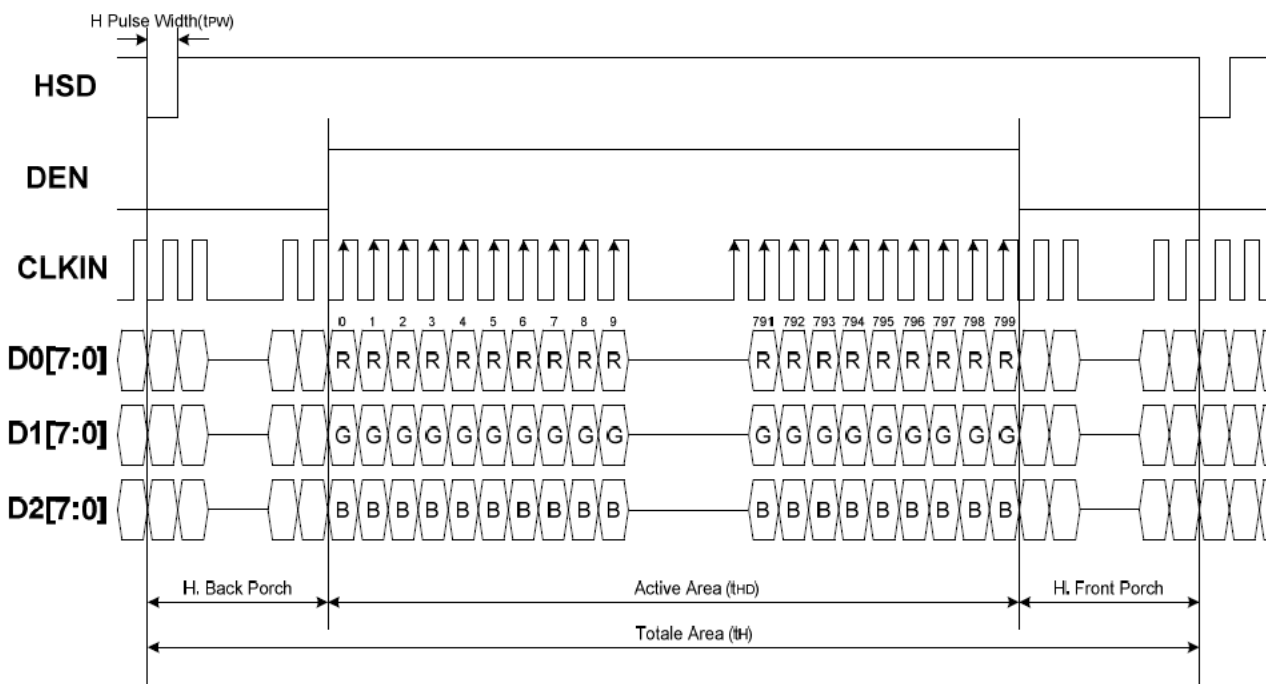 H Pulse Width(tPW)
HSD
DEN
CLKIN
0 1 2 3 4 5 6 7 8 9 791 792 793 794 795 796 797 798 799
D0[7:0] R R R R R R R R R R R R R R R R R R R
D1[7:0] G G G G G G G G G G G G G G G G G G G
D2[7:0] B B B B B B B B B B B B B B B B B B B
H. Back Porch Active Area (tHD) H. Front Porch
Totale Area (tH)